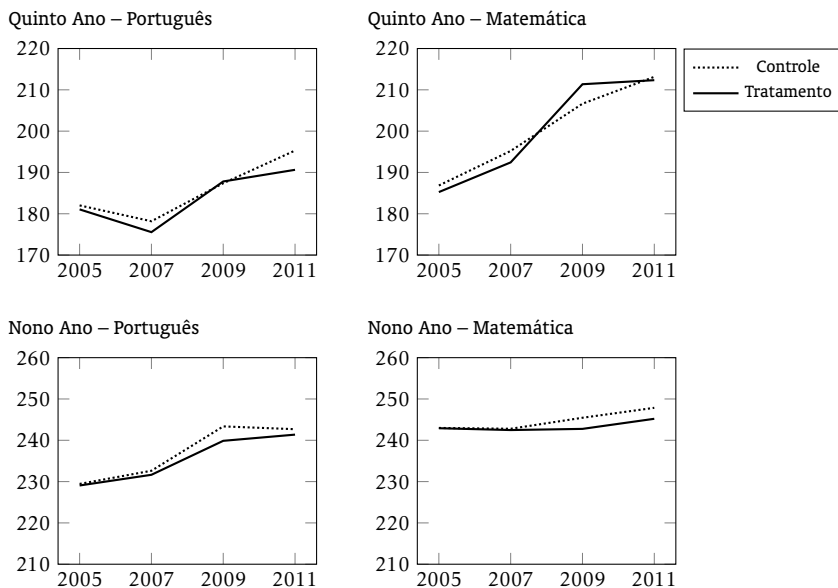 Quinto Ano – Português
220
210
200
190
180
170
2005 2007 2009 2011
Quinto Ano – Matemática
220
210
200
190
180
170
2005 2007 2009 2011
Controle
Tratamento
Nono Ano – Português
260
250
240
230
220
210
2005 2007 2009 2011
Nono Ano – Matemática
260
250
240
230
220
210
2005 2007 2009 2011